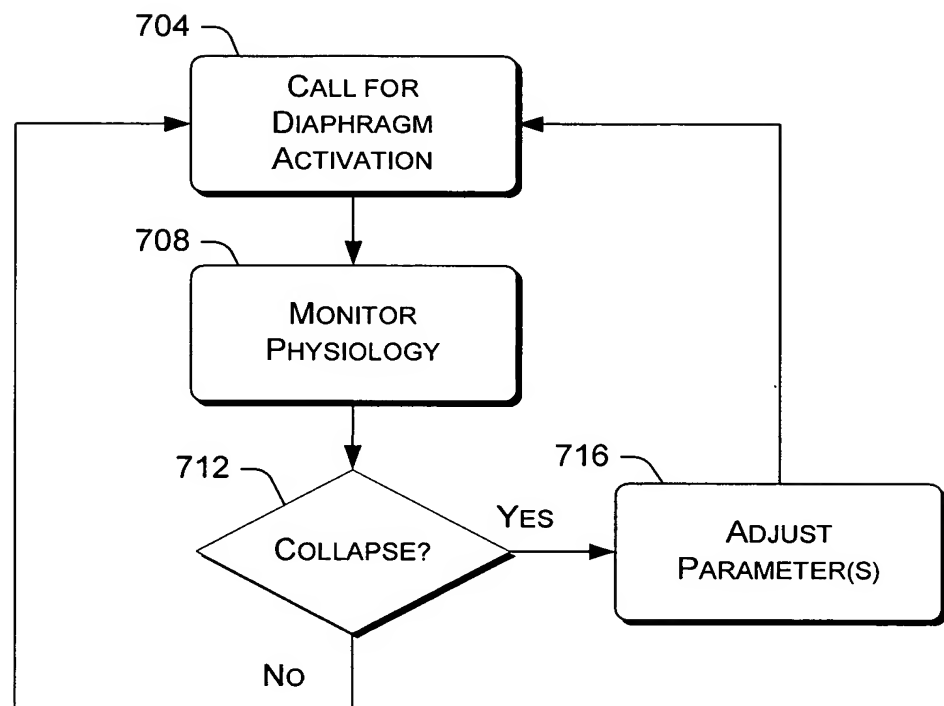 704
CALL FOR
DIAPHRAGM
ACTIVATION
708
MONITOR
PHYSIOLOGY
712
COLLAPSE?
YES
716
ADJUST
PARAMETER(S)
NO